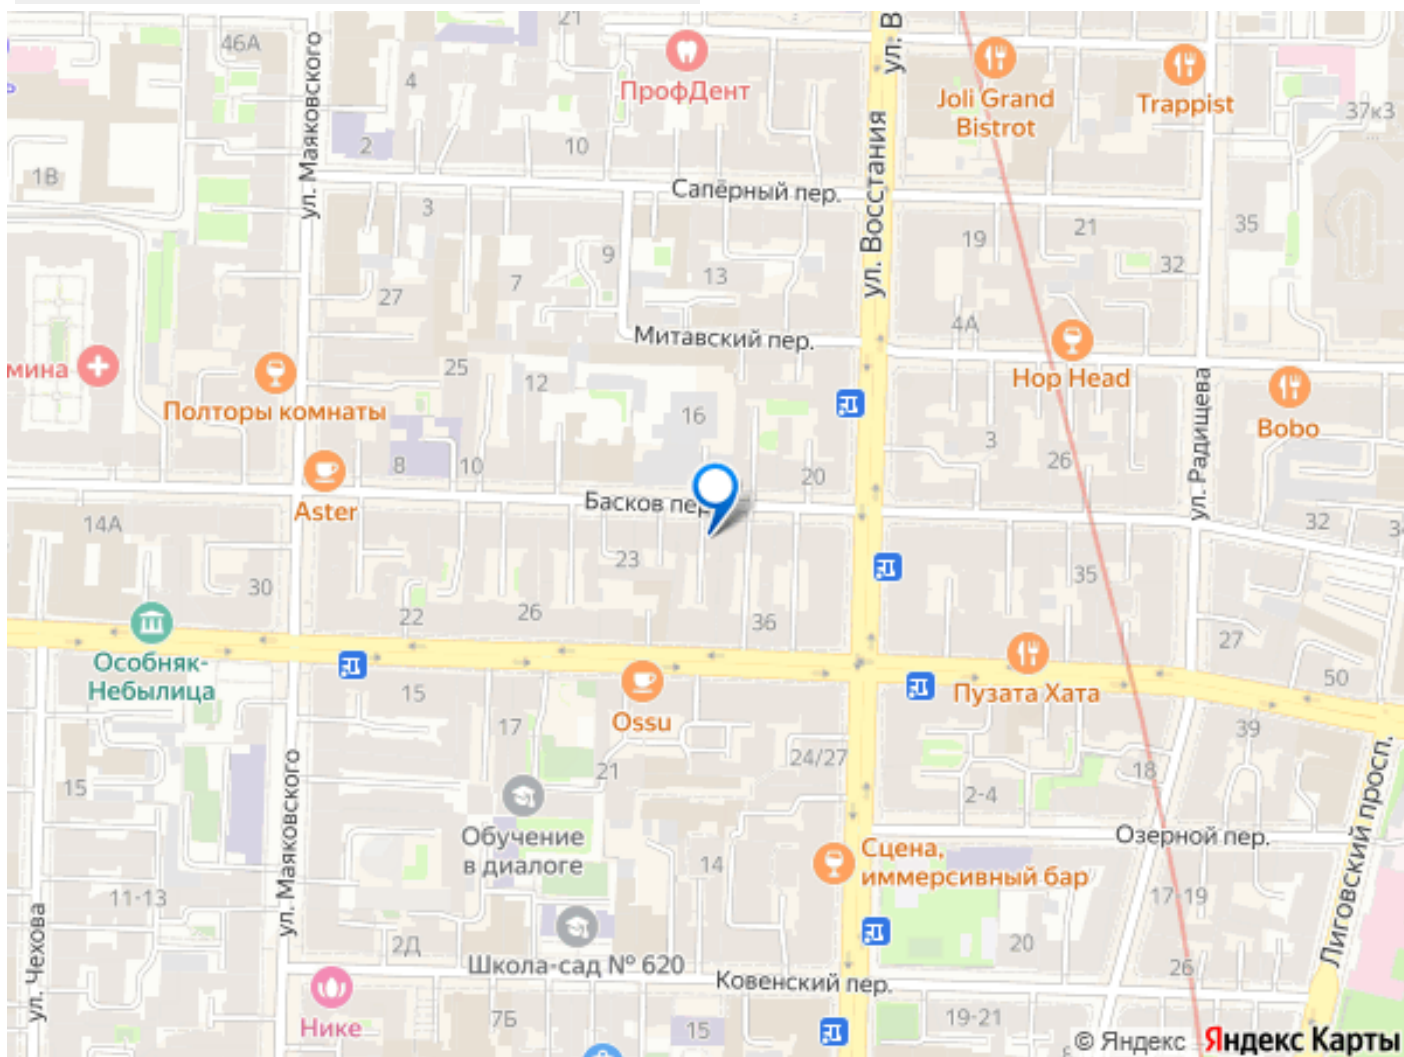 21
46А
ул. Маяковского
4
ПрофДент
ул. В
Joli Grand
Bistrot
Trappist
37к3
2
10
1В
Сапёрный пер.
ул. Восстания
3
9
7
13
19
21
35
32
27
Митавский пер.
4А
мина
25
12
Hop Head
Полторы комнаты
16
ул. Радищева
Bobo
8
10
20
3
26
Aster
Басков пер
14А
32
23
30
22
26
36
35
27
Особняк-
Небылица
15
Ossu
Пузата Хата
50
17
24/27
39
21
18
15
2-4
ул. Маяковского
Обучение
в диалоге
Озерной пер.
Лиговский просп.
14
Сцена,
иммерсивный бар
11-13
17-19
ул. Чехова
2Д
20
Школа-сад № 620
Ковенский пер.
26
Нике
7Б
15
19-21
© Яндекс Яндекс Карты